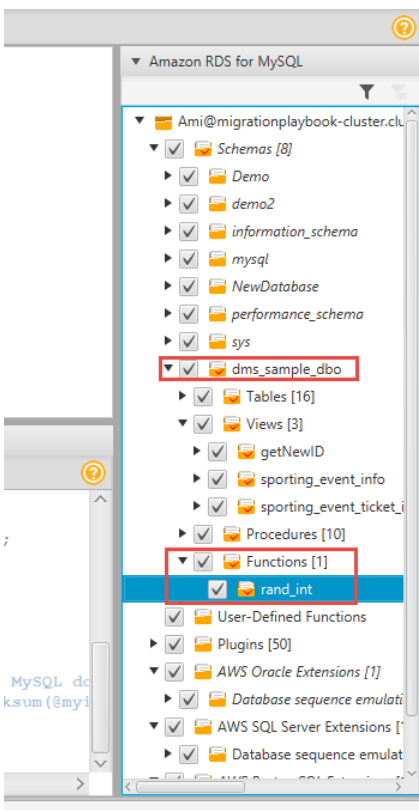 Amazon RDS for MySQL
Ami@migrationplaybook-cluster.clu
Schemas [8]
Demo
demo2
information_schema
mysql
NewDatabase
performance_schema
sys
dms_sample_dbo
Tables [16]
Views [3]
getNewID
sporting_event_info
sporting_event_ticket_i
Procedures [10]
Functions [1]
rand_int
User-Defined Functions
Plugins [50]
AWS Oracle Extensions [1]
Database sequence emulati
AWS SQL Server Extensions [1
Database sequence emulat
;
MySQL do
ksum(@myi